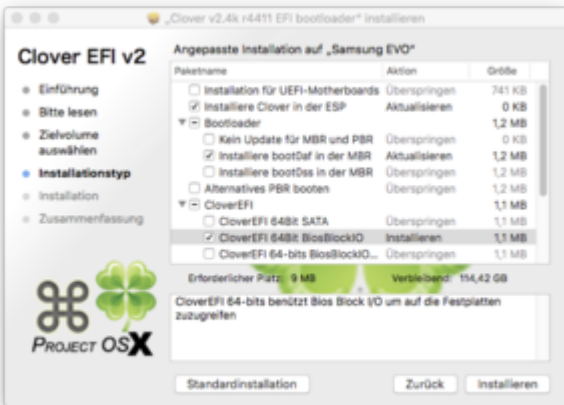 „Clover v2.4k r4411 EFI bootloader“ installieren
Clover EFI v2
Angepasste Installation auf „Samsung EVO“
Paketname Aktion Größe
Einführung
Bitte lesen
Zielvolume
auswählen
Installationstyp
Installation
Zusammenfassung
Installation für UEFI-Motherboards Überspringen 741 KB
Installiere Clover in der ESP Aktualisieren 0 KB
Bootloader 1,2 MB
Kein Update für MBR und PBR Überspringen 0 KB
Installiere boot0af in der MBR Aktualisieren 1,2 MB
Installiere boot0ss in der MBR Überspringen 1,2 MB
Alternatives PBR booten Überspringen 1,2 MB
CloverEFI 1,1 MB
CloverEFI 64Bit SATA Überspringen 1,1 MB
CloverEFI 64Bit BiosBlockIO Installieren 1,1 MB
CloverEFI 64-bits BiosBlockIO... Überspringen 1,1 MB
Erforderlicher Platz: 9 MB Verbleibend: 114,42 GB
CloverEFI 64-bits benützt Bios Block I/O um auf die Festplatten
zuzugreifen
PROJECT OSX
Standardinstallation Zurück Installieren